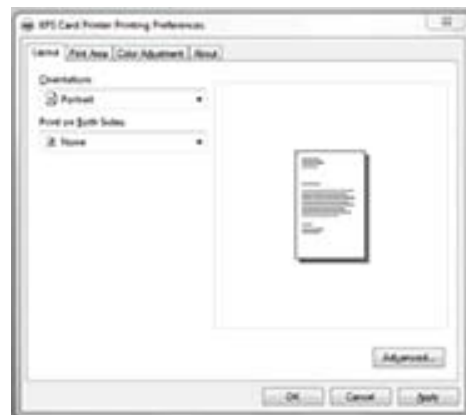 XPS Card Printer Printing Preferences
Layout Print Area Color Adjustment About
Orientation:
Portrait
Print on Both Sides:
None
Advanced...
OK Cancel Apply